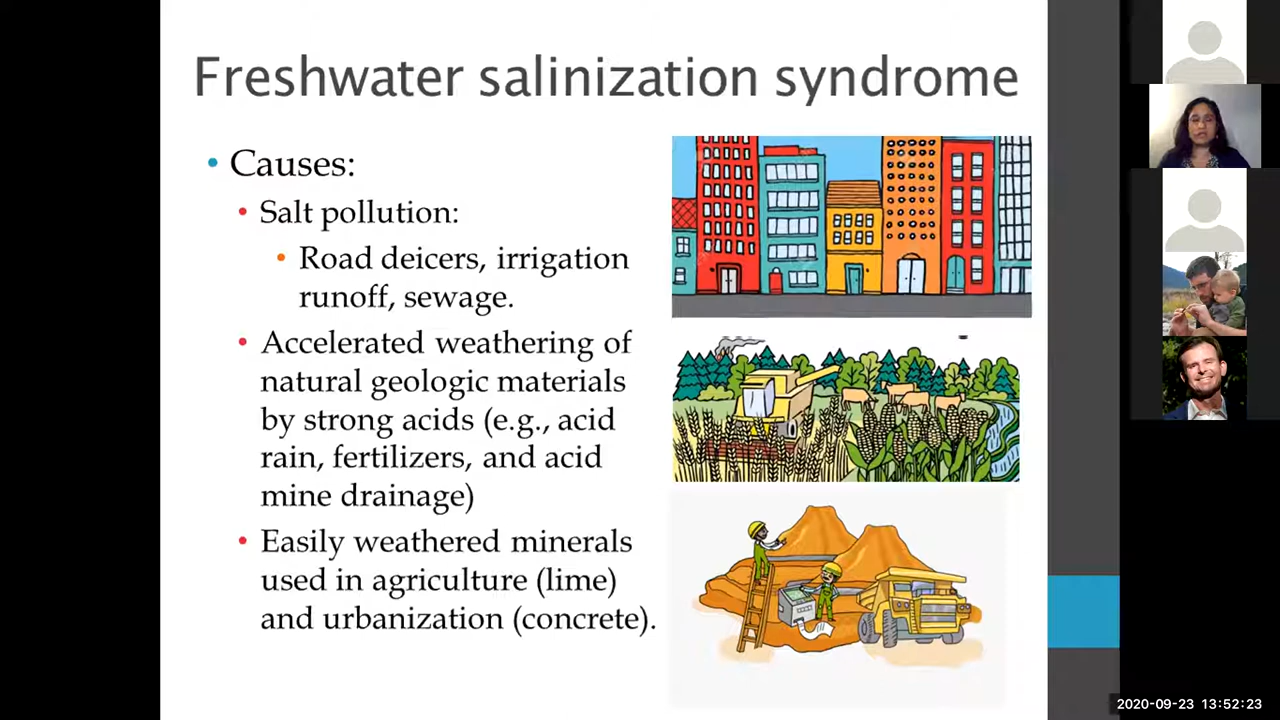 Freshwater salinization syndrome
• Causes:
• Salt pollution:
• Road deicers, irrigation
runoff, sewage.
• Accelerated weathering of
natural geologic materials
by strong acids (e.g., acid
rain, fertilizers, and acid
mine drainage)
• Easily weathered minerals
used in agriculture (lime)
and urbanization (concrete).
2020-09-23 13:52:23